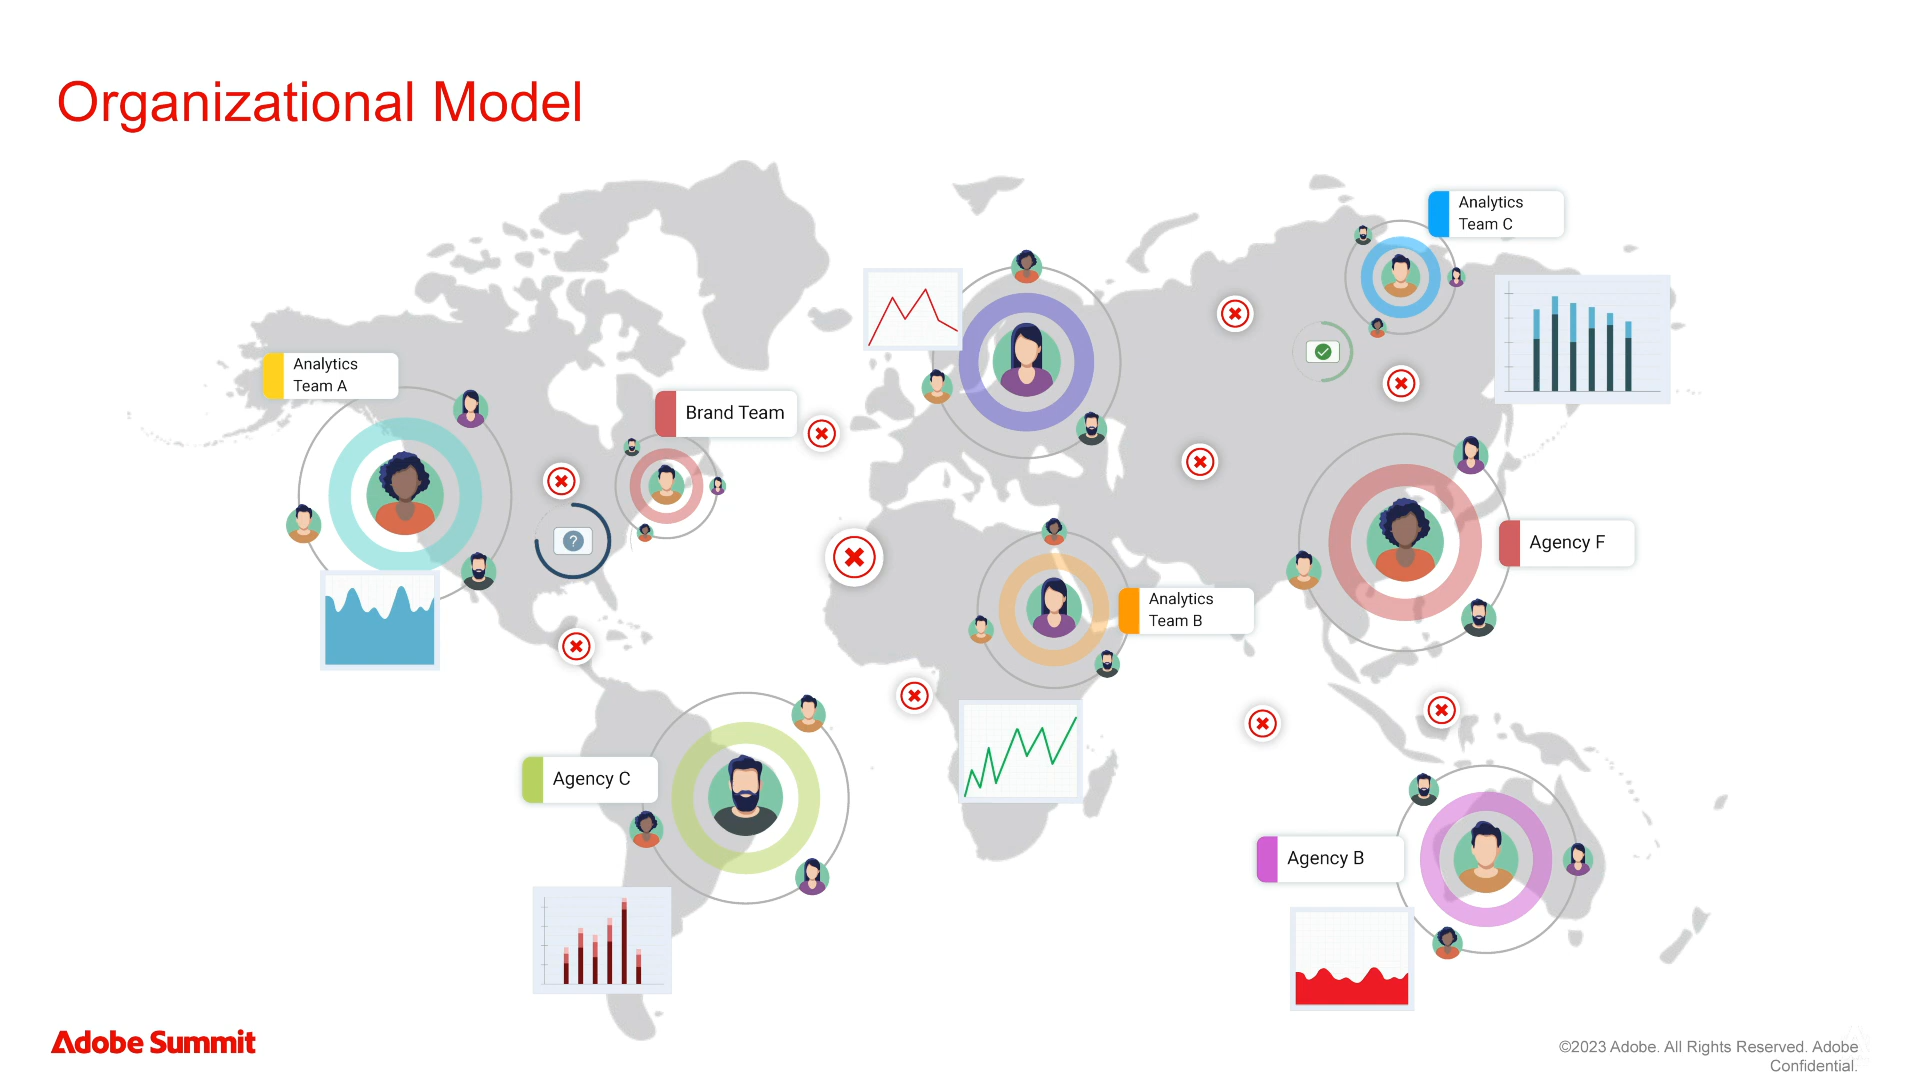 Organizational Model
Analytics
Team C
Analytics
Team A
Brand Team
Agency F
Analytics
Team B
?
Agency C
Agency B
Adobe Summit
©2023 Adobe. All Rights Reserved. Adobe
Confidential.